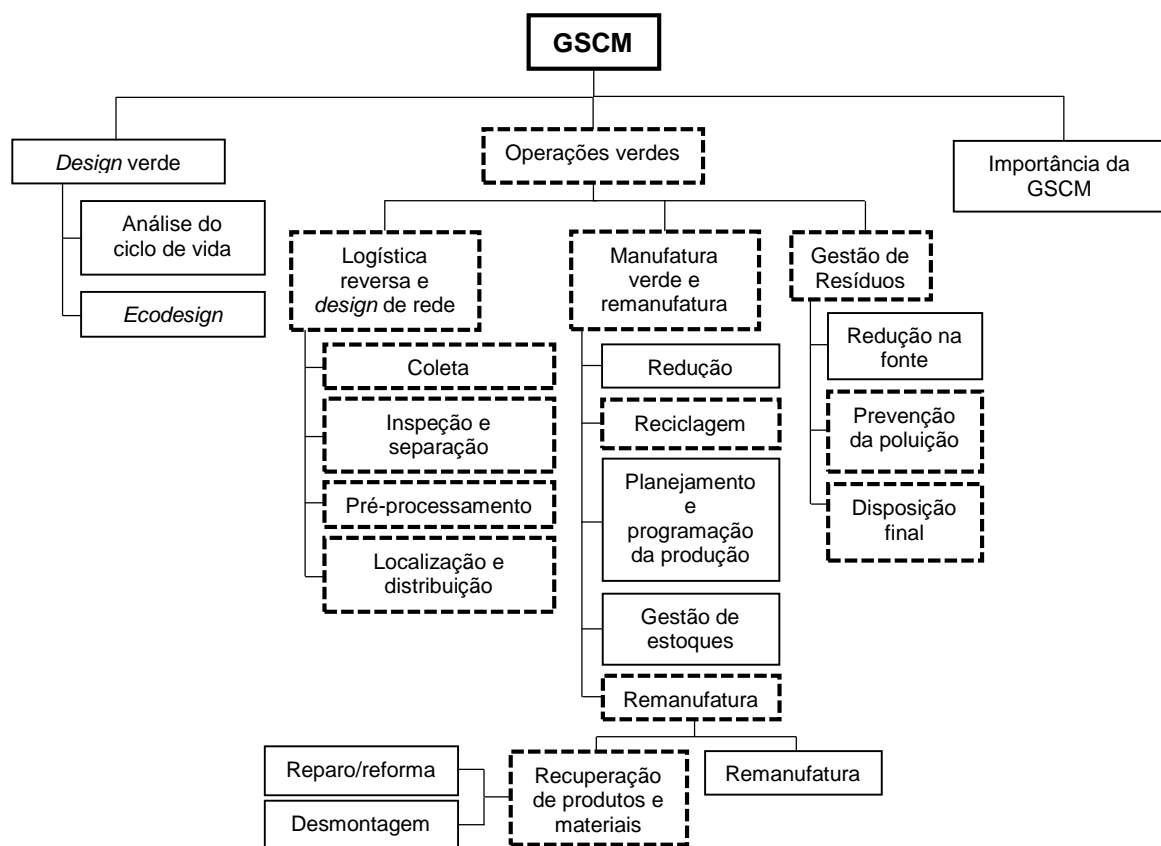 GSCM
Design verde
Operações verdes
Importância da
GSCM
Análise do
ciclo de vida
Ecodesign
Logística
reversa e
design de rede
Manufatura
verde e
remanufatura
Gestão de
Resíduos
Coleta
Inspeção e
separação
Pré-processamento
Localização e
distribuição
Redução
Reciclagem
Planejamento
e
programação
da produção
Gestão de
estoques
Remanufatura
Redução na
fonte
Prevenção
da poluição
Disposição
final
Reparo/reforma
Desmontagem
Recuperação
de produtos e
materiais
Remanufatura